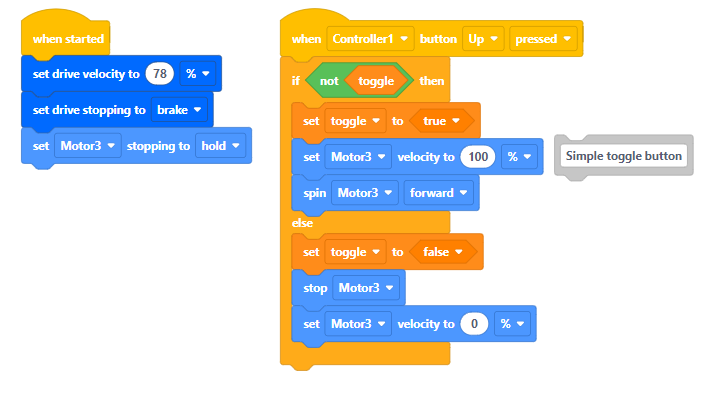 when started
set drive velocity to 78 %
set drive stopping to brake
set Motor3 stopping to hold
when Controller1 button Up pressed
if not toggle then
set toggle to true
set Motor3 velocity to 100 %
spin Motor3 forward
else
set toggle to false
stop Motor3
set Motor3 velocity to 0 %
Simple toggle button